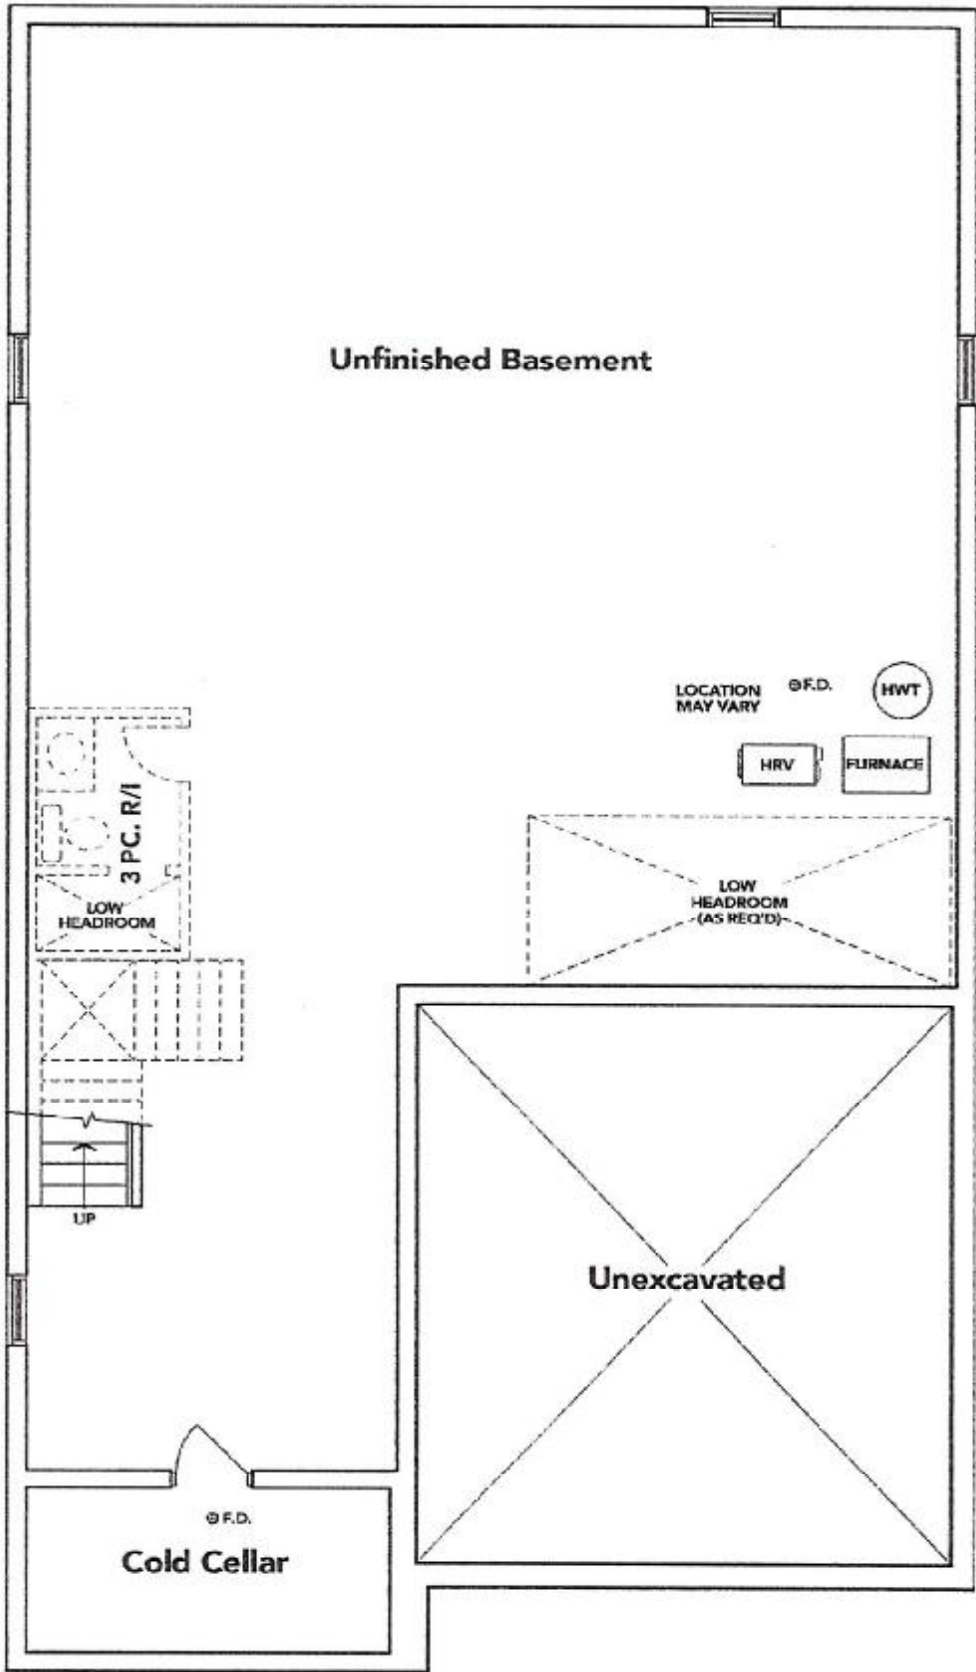 Unfinished Basement
LOCATION
MAY VARY
F.D.
HWT
HRV
FURNACE
3 PC. R/I
LOW
HEADROOM
LOW
HEADROOM
(AS REQ'D)
UP
Unexcavated
F.D.
Cold Cellar